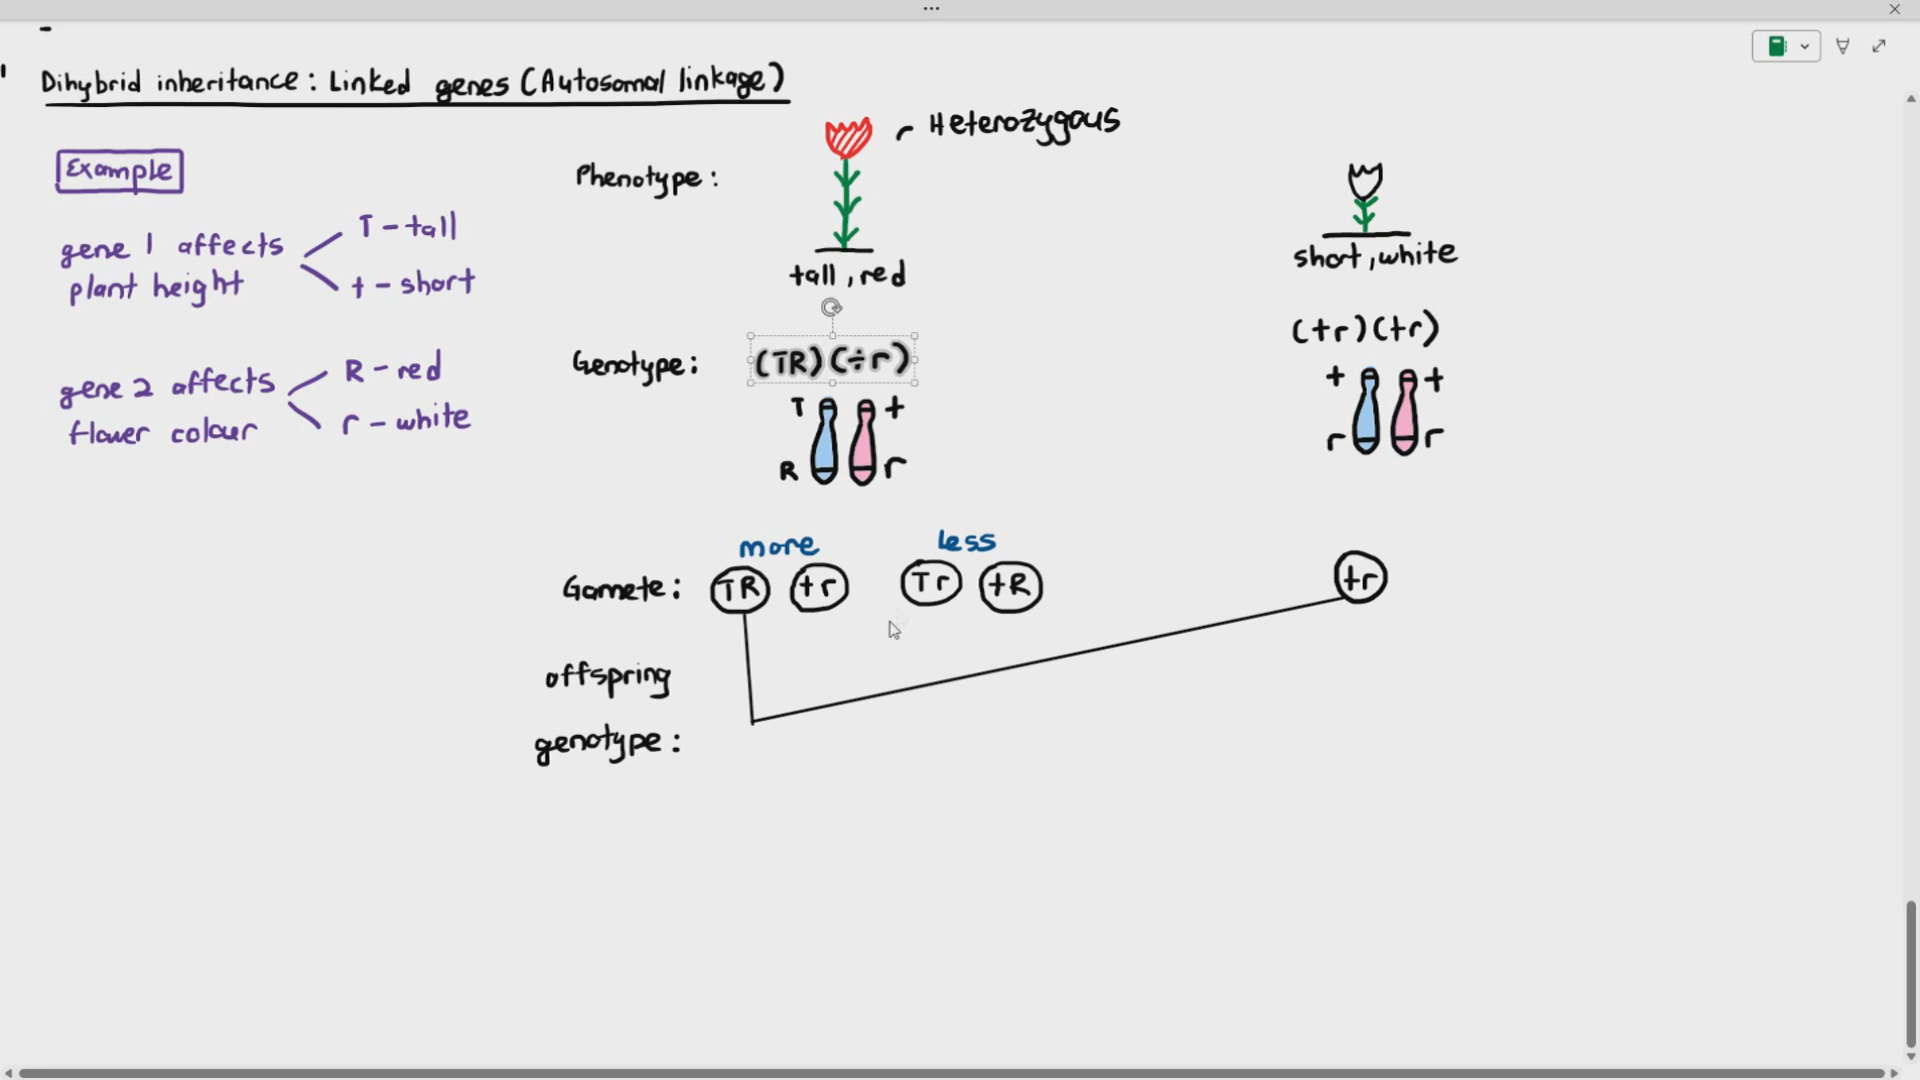 Dihybrid inheritance: Linked genes (Autosomal linkage)
Example
gene 1 affects
plant height
T - tall
t - short
gene 2 affects
flower colour
R - red
r - white
Phenotype:
Heterozygous
tall, red
short, white
Genotype:
(TR)(tr)
(tr)(tr)
T t
R r
t t
r r
more less
Gamete: TR tr Tr tR tr
offspring
genotype: